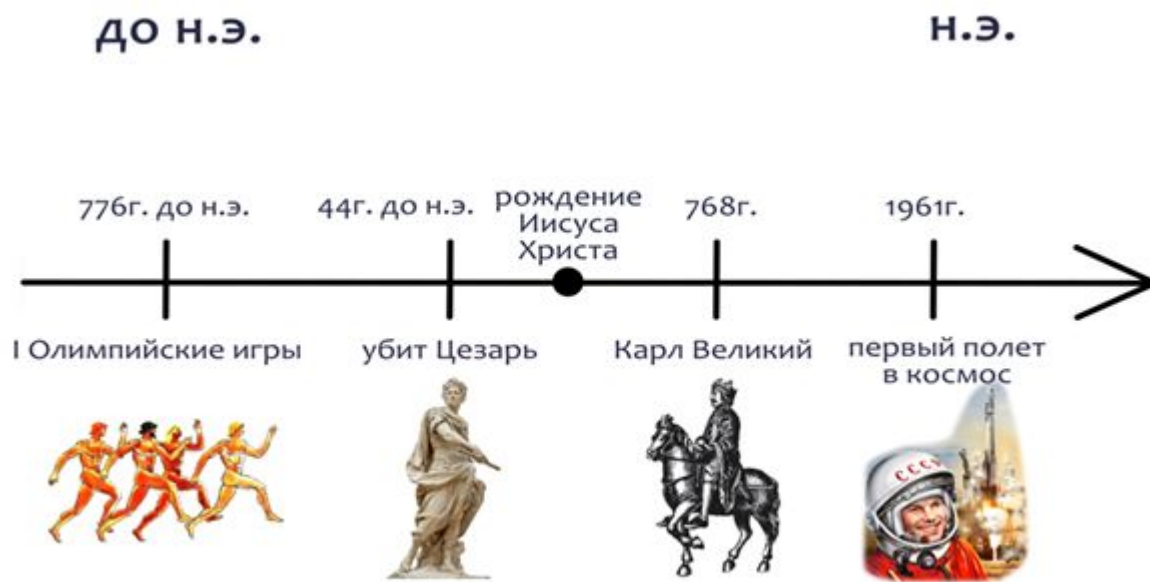 до н.э.
н.э.
776г. до н.э.
44г. до н.э.
рождение
Иисуса
Христа
768г.
1961г.
I Олимпийские игры
убит Цезарь
Карл Великий
первый полет
в космос
СССР